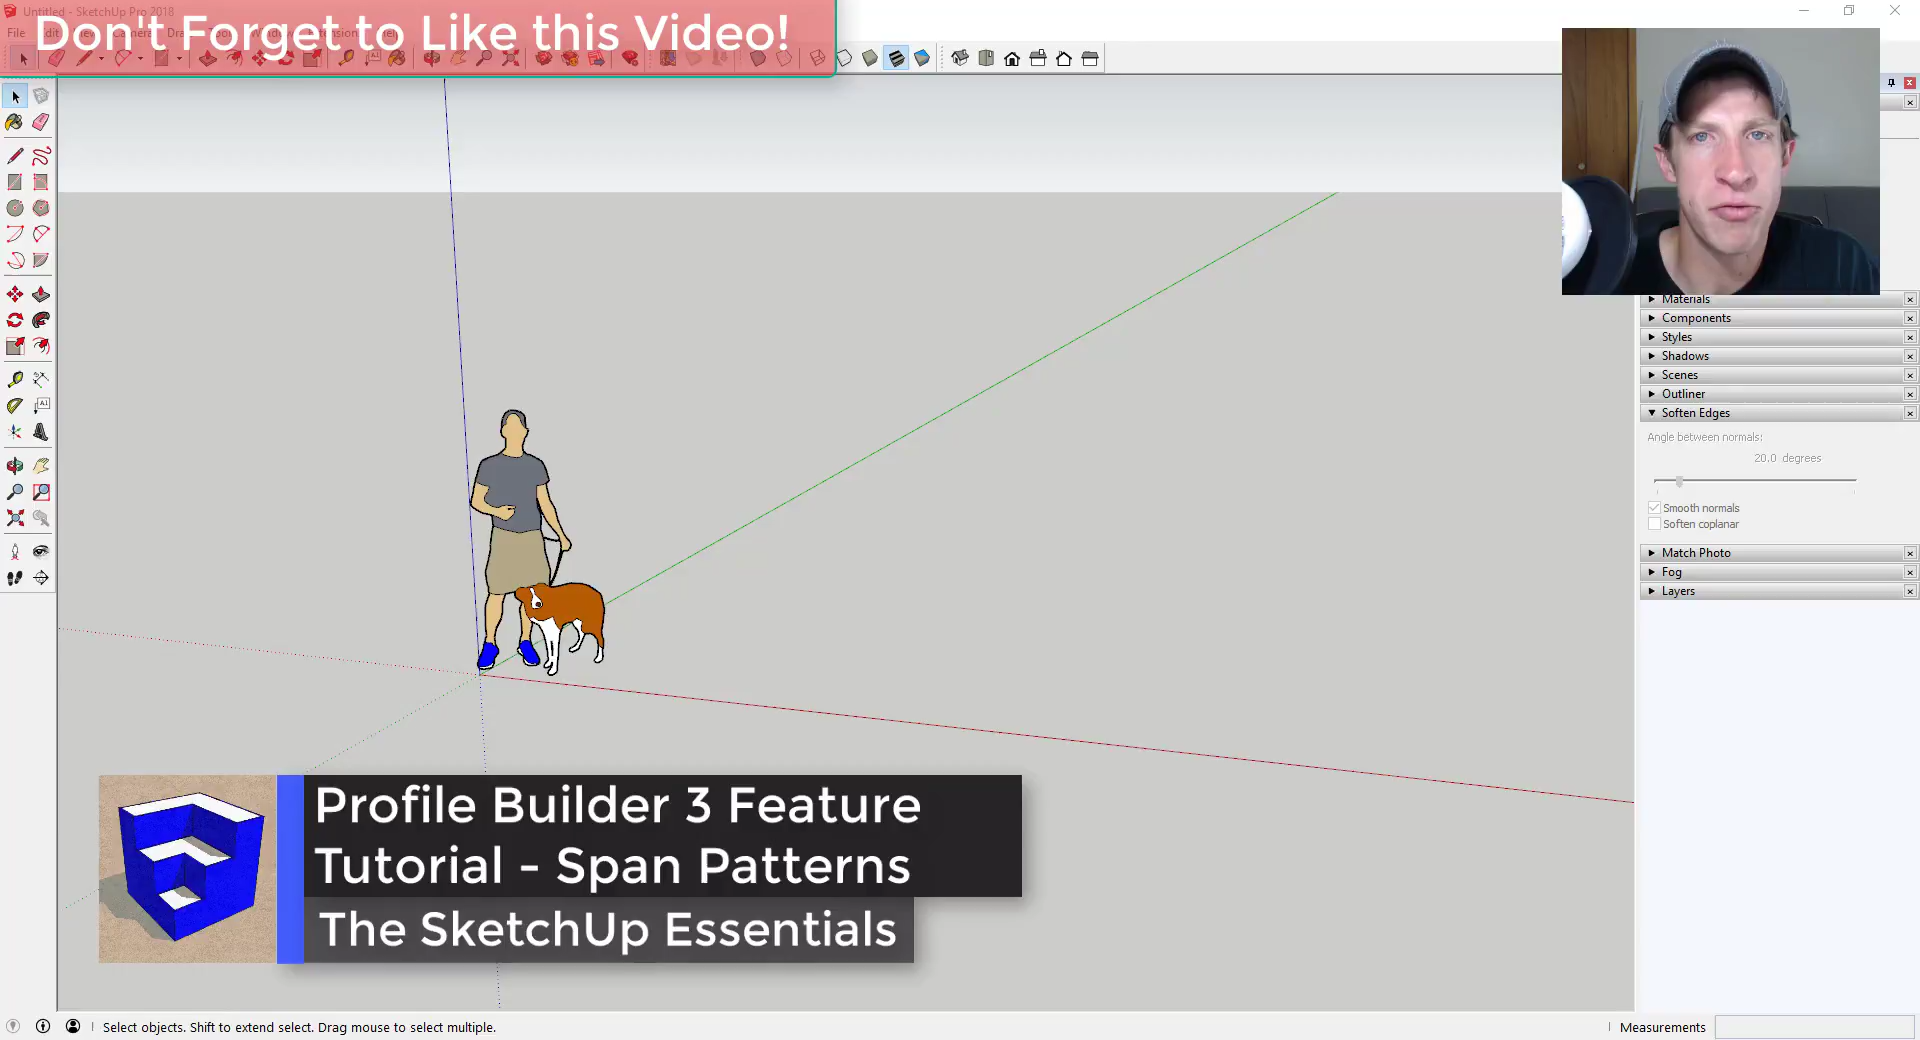 Untitled - SketchUp Pro 2018
Don't Forget to Like this Video!
File
Materials
Components
Styles
Shadows
Scenes
Outliner
Soften Edges
Angle between normals:
20.0 degrees
Smooth normals
Soften coplanar
Match Photo
Fog
Layers
Profile Builder 3 Feature
Tutorial - Span Patterns
The SketchUp Essentials
Select objects. Shift to extend select. Drag mouse to select multiple.
Measurements